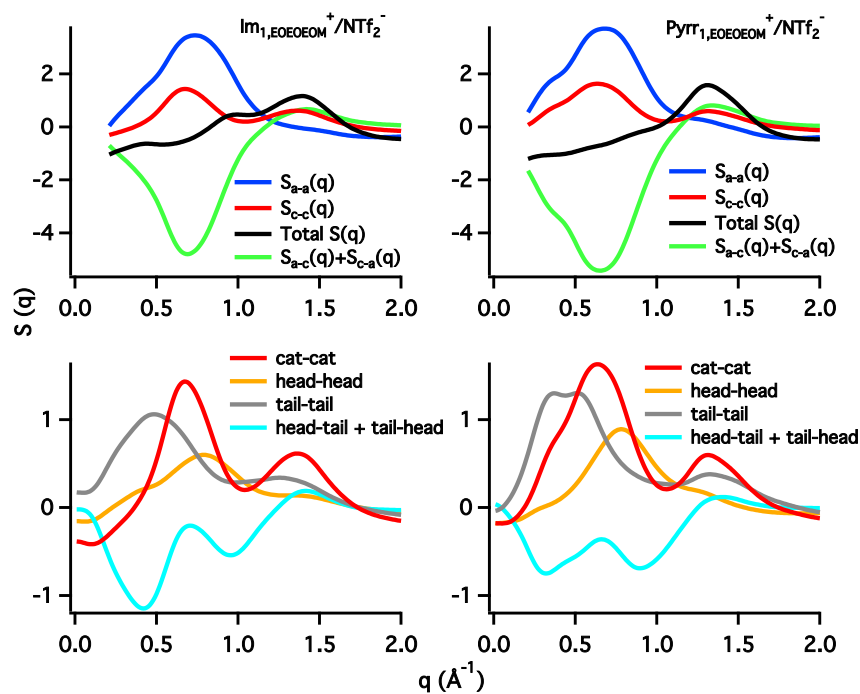 Im₁,EOEOEOM⁺/NTf₂⁻
2
0
-2
-4
Sₐ₋ₐ(q)
S꜀₋꜀(q)
Total S(q)
Sₐ₋꜀(q)+S꜀₋ₐ(q)
0.0 0.5 1.0 1.5 2.0
Pyrr₁,EOEOEOM⁺/NTf₂⁻
2
0
-2
-4
Sₐ₋ₐ(q)
S꜀₋꜀(q)
Total S(q)
Sₐ₋꜀(q)+S꜀₋ₐ(q)
0.0 0.5 1.0 1.5 2.0
S (q)
1
0
-1
cat-cat
head-head
tail-tail
head-tail + tail-head
0.0 0.5 1.0 1.5 2.0
1
0
-1
cat-cat
head-head
tail-tail
head-tail + tail-head
0.0 0.5 1.0 1.5 2.0
q (Å⁻¹)